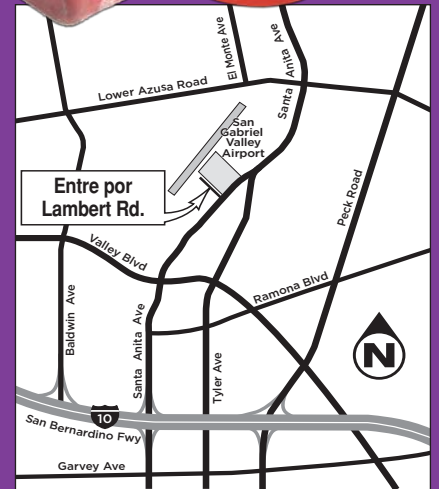 El Monte Ave
Santa Anita Ave
Lower Azusa Road
San
Gabriel
Valley
Airport
Entre por
Lambert Rd.
Peck Road
Valley Blvd
Ramona Blvd
Baldwin Ave
Santa Anita Ave
Tyler Ave
N
10
San Bernardino Fwy
Garvey Ave